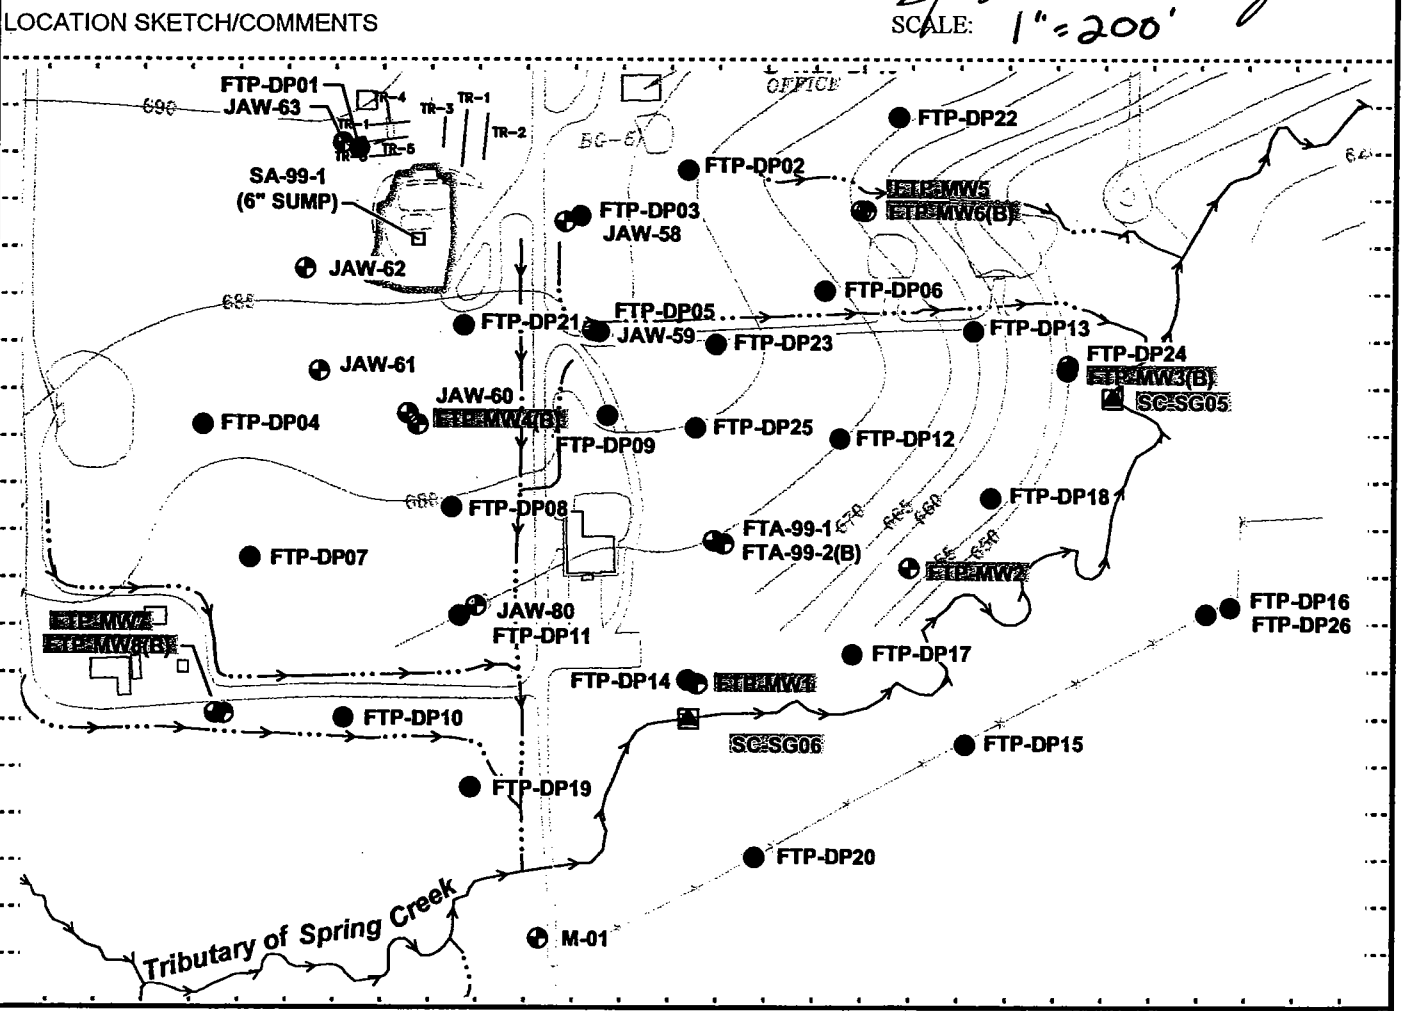 LOCATION SKETCH/COMMENTS
SCALE: 1"=200'
OFFICE
FTP-DP01
JAW-63
690
TR-4
TR-3
TR-1
TR-2
TR-1
TR-5
BG-6
FTP-DP22
FTP-DP02
SA-99-1
(6" SUMP)
FTP-MW5
FTP-MW6(B)
FTP-DP03
JAW-58
JAW-62
685
FTP-DP06
FTP-DP05
JAW-59
FTP-DP21
FTP-DP23
FTP-DP13
FTP-DP24
FTP-MW3(B)
SC-SG05
JAW-61
JAW-60
FTP-MW4(B)
FTP-DP04
FTP-DP09
FTP-DP25
FTP-DP12
680
FTP-DP08
FTP-DP18
670
665
660
650
FTA-99-1
FTA-99-2(B)
FTP-DP07
FTP-MW2
JAW-80
FTP-DP11
FTP-DP16
FTP-DP26
FTP-MW7
FTP-MW8(B)
FTP-DP17
FTP-DP14
FTP-MW1
FTP-DP10
SC-SG06
FTP-DP15
FTP-DP19
FTP-DP20
Tributary of Spring Creek
M-01